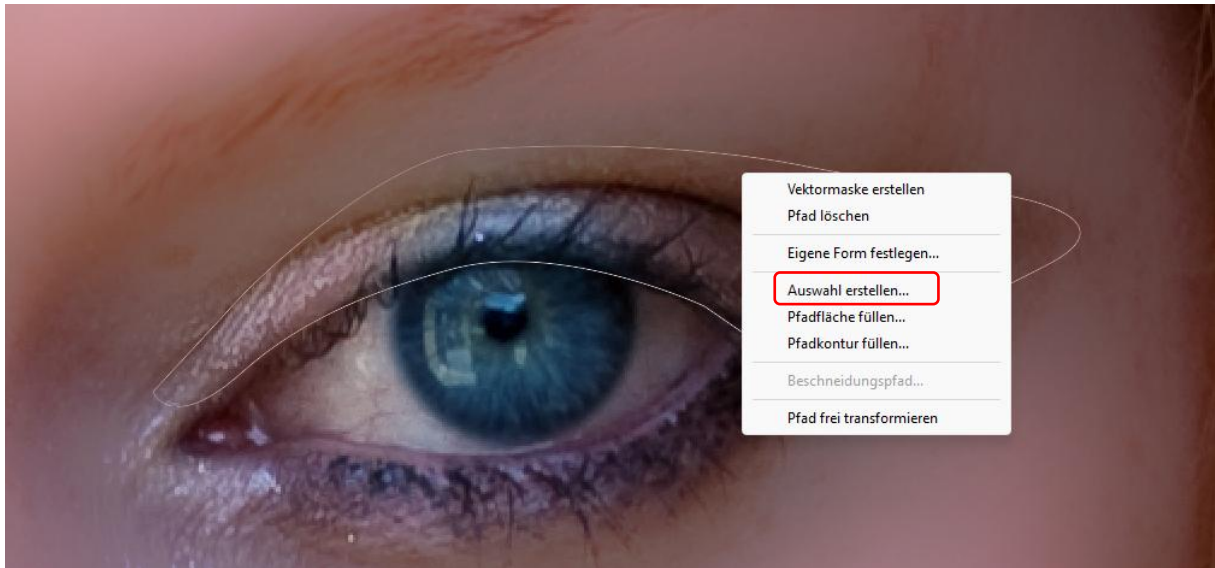 Vektormaske erstellen
Pfad löschen
Eigene Form festlegen...
Auswahl erstellen...
Pfadfläche füllen...
Pfadkontur füllen...
Beschneidungspfad...
Pfad frei transformieren